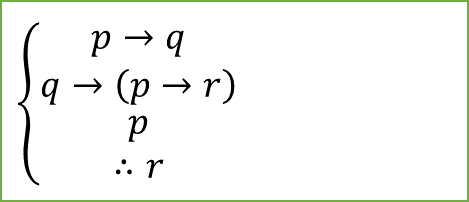 p → q
q → (p → r)
p
∴ r